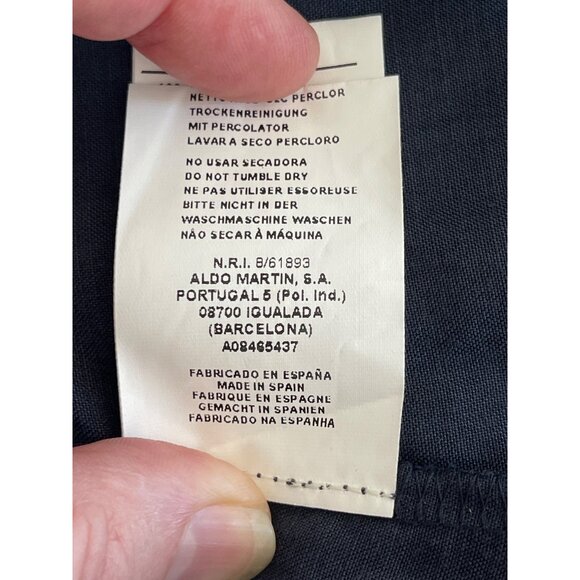 PERCLOR
TROCKENREINIGUNG
MIT PERCOLATOR
LAVAR A SECO PERCLORO
NO USAR SECADORA
DO NOT TUMBLE DRY
NE PAS UTILISER ESSOREUSE
BITTE NICHT IN DER
WASCHMASCHINE WASCHEN
NÃO SECAR À MÁQUINA
N.R.I. 8/61893
ALDO MARTIN, S.A.
PORTUGAL 5 (Pol. Ind.)
08700 IGUALADA
(BARCELONA)
A08465437
FABRICADO EN ESPAÑA
MADE IN SPAIN
FABRIQUE EN ESPAGNE
GEMACHT IN SPANIEN
FABRICADO NA ESPANHA